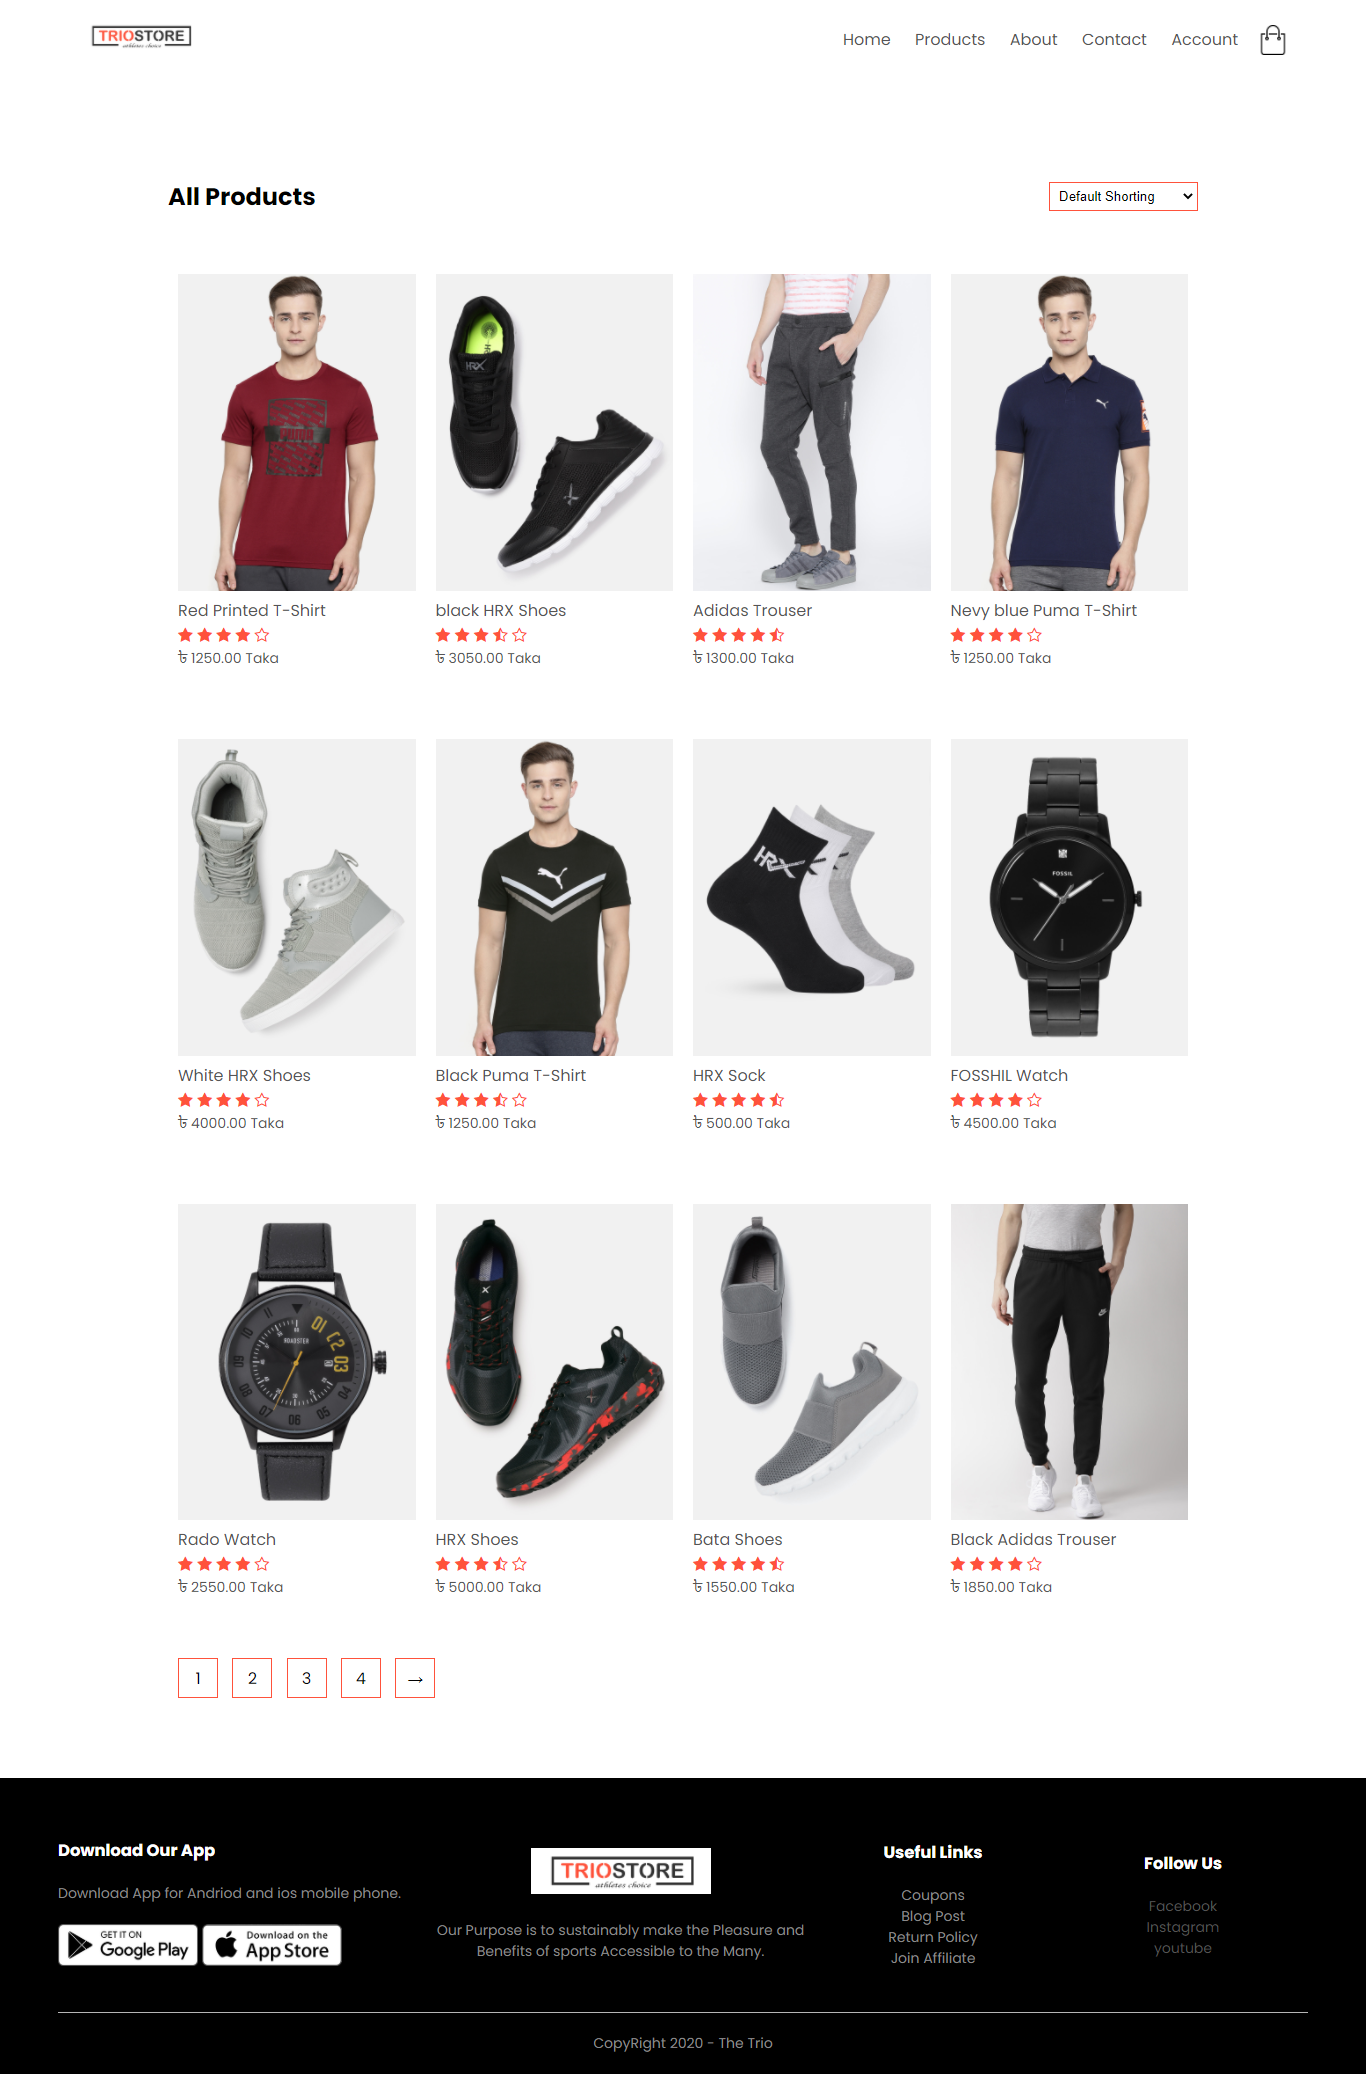 TRIOSTORE
athletes choice
Home Products About Contact Account
All Products
Default Shorting
HRX
FOSSIL
ROADSTER
Red Printed T-Shirt
৳ 1250.00 Taka
black HRX Shoes
৳ 3050.00 Taka
Adidas Trouser
৳ 1300.00 Taka
Nevy blue Puma T-Shirt
৳ 1250.00 Taka
White HRX Shoes
৳ 4000.00 Taka
Black Puma T-Shirt
৳ 1250.00 Taka
HRX Sock
৳ 500.00 Taka
FOSSHIL Watch
৳ 4500.00 Taka
Rado Watch
৳ 2550.00 Taka
HRX Shoes
৳ 5000.00 Taka
Bata Shoes
৳ 1550.00 Taka
Black Adidas Trouser
৳ 1850.00 Taka
1 2 3 4 →
Download Our App
Download App for Andriod and ios mobile phone.
GET IT ON
Google Play
Download on the
App Store
TRIOSTORE
athletes choice
Our Purpose is to sustainably make the Pleasure and
Benefits of sports Accessible to the Many.
Useful Links
Coupons
Blog Post
Return Policy
Join Affiliate
Follow Us
Facebook
Instagram
youtube
CopyRight 2020 - The Trio